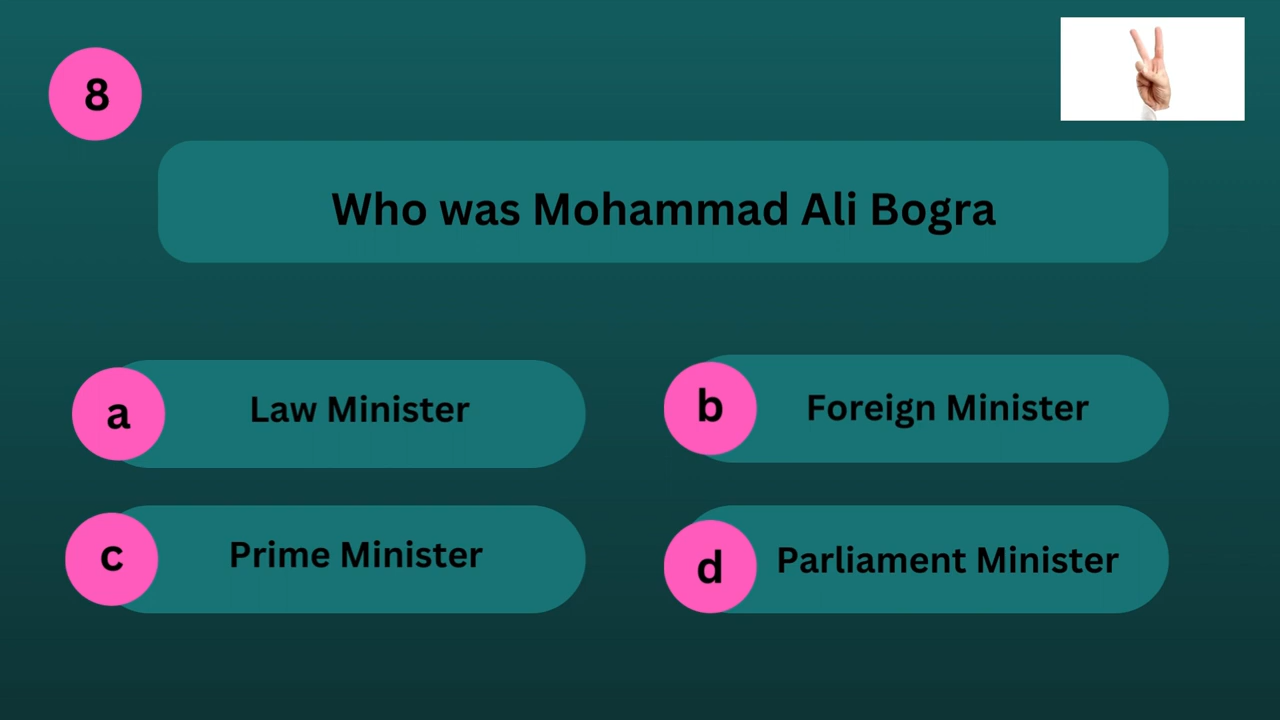 8
Who was Mohammad Ali Bogra
a
Law Minister
b
Foreign Minister
c
Prime Minister
d
Parliament Minister